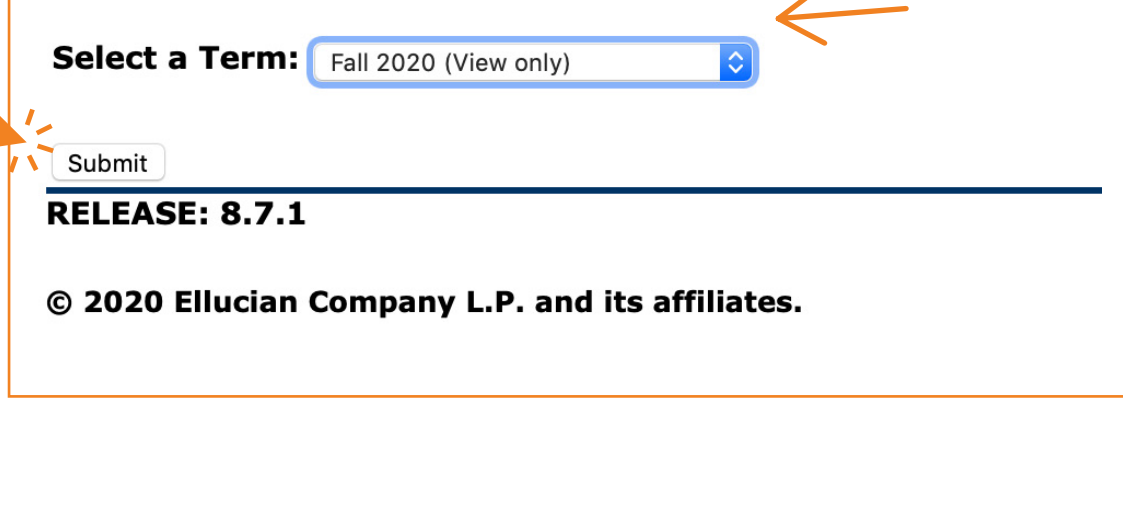 Select a Term: Fall 2020 (View only)
Submit
RELEASE: 8.7.1
© 2020 Ellucian Company L.P. and its affiliates.